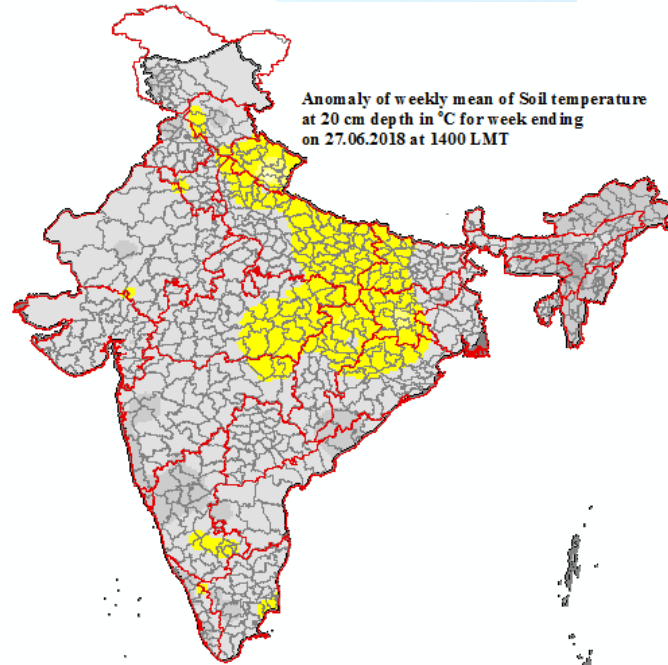 Anomaly of weekly mean of Soil temperature
at 20 cm depth in °C for week ending
on 27.06.2018 at 1400 LMT